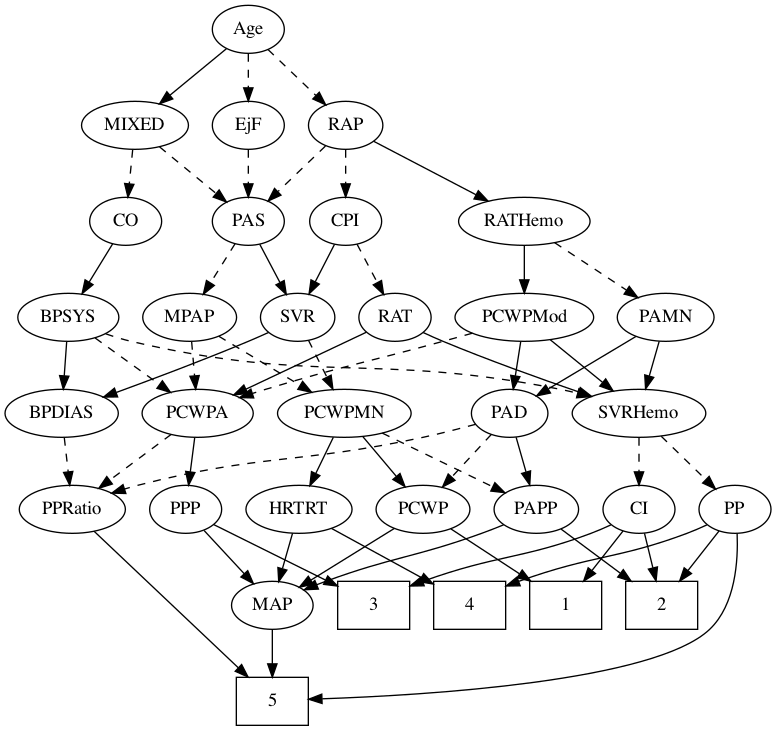 Age
MIXED EjF RAP
CO PAS CPI RATHemo
BPSYS MPAP SVR RAT PCWPMod PAMN
BPDIAS PCWPA PCWPMN PAD SVRHemo
PPRatio PPP HRTRT PCWP PAPP CI PP
MAP 3 4 1 2
5